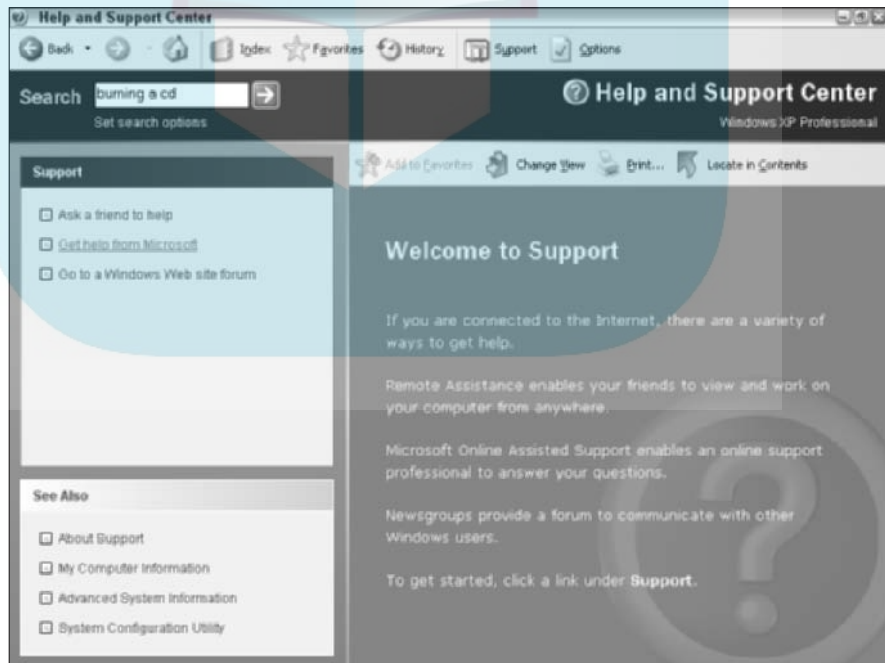 Help and Support Center
Back
Index
Favorites
History
Support
Options
Search
burning a cd
Set search options
Help and Support Center
Windows XP Professional
Support
Ask a friend to help
Get help from Microsoft
Go to a Windows Web site forum
See Also
About Support
My Computer Information
Advanced System Information
System Configuration Utility
Add to Favorites
Change View
Print...
Locate in Contents
Welcome to Support
If you are connected to the Internet, there are a variety of
ways to get help.
Remote Assistance enables your friends to view and work on
your computer from anywhere.
Microsoft Online Assisted Support enables an online support
professional to answer your questions.
Newsgroups provide a forum to communicate with other
Windows users.
To get started, click a link under Support.